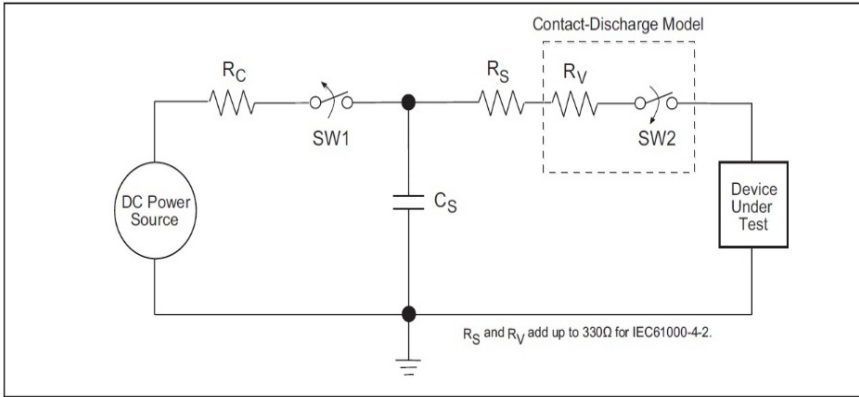 Contact-Discharge Model
RC
RS
RV
SW1
SW2
DC Power
Source
CS
Device
Under
Test
RS and RV add up to 330Ω for IEC61000-4-2.